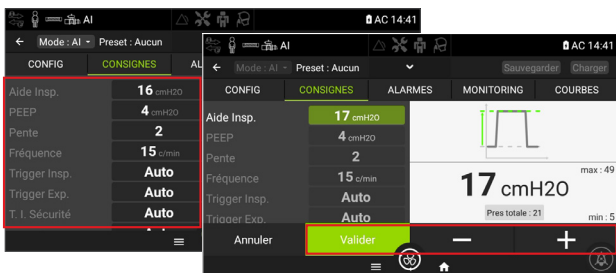 AI
AC 14:41
Mode : AI
Preset : Aucun
CONFIG
CONSIGNES
AL
Aide Insp.
16 cmH2O
PEEP
4 cmH2O
Pente
2
Fréquence
15 c/min
Trigger Insp.
Auto
Trigger Exp.
Auto
T. I. Sécurité
Auto
AI
AC 14:41
Mode : AI
Preset : Aucun
Sauvegarder
Charger
CONFIG
CONSIGNES
ALARMES
MONITORING
COURBES
Aide Insp.
17 cmH2O
PEEP
4 cmH2O
Pente
2
Fréquence
15 c/min
Trigger Insp.
Auto
Trigger Exp.
Auto
max : 49
17 cmH2O
Pres totale : 21
min : 5
Annuler
Valider